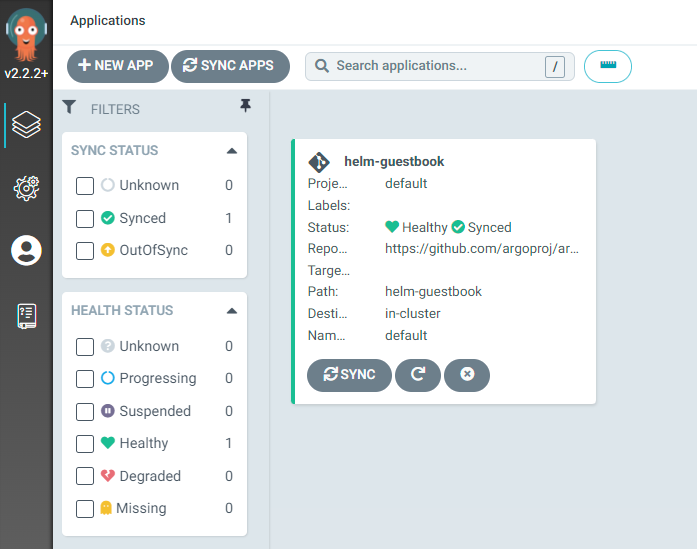 Applications
v2.2.2+
NEW APP
SYNC APPS
Search applications...
/
FILTERS
SYNC STATUS
Unknown 0
Synced 1
OutOfSync 0
HEALTH STATUS
Unknown 0
Progressing 0
Suspended 0
Healthy 1
Degraded 0
Missing 0
helm-guestbook
Proje... default
Labels:
Status: Healthy Synced
Repo... https://github.com/argoproj/ar...
Targe...
Path: helm-guestbook
Desti... in-cluster
Nam... default
SYNC